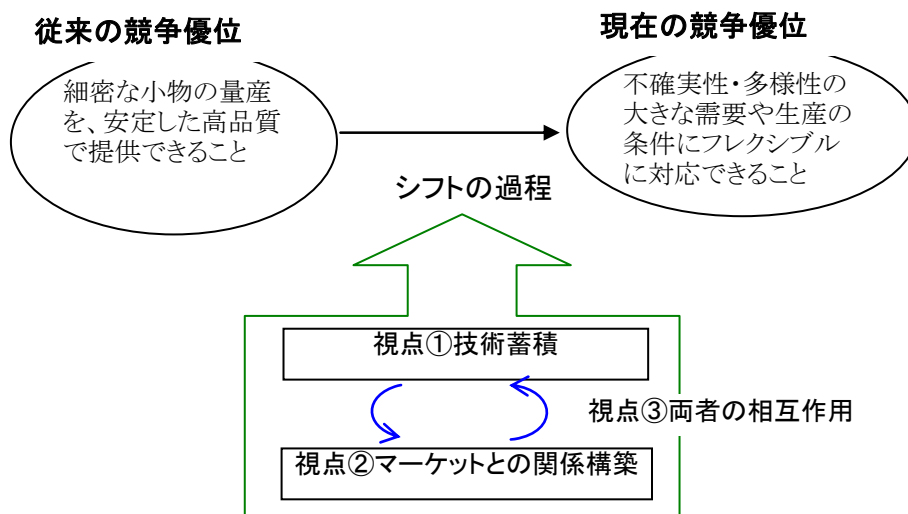 従来の競争優位
現在の競争優位
細密な小物の量産
を、安定した高品質
で提供できること
不確実性・多様性の
大きな需要や生産の
条件にフレクシブル
に対応できること
シフトの過程
視点①技術蓄積
視点③両者の相互作用
視点②マーケットとの関係構築